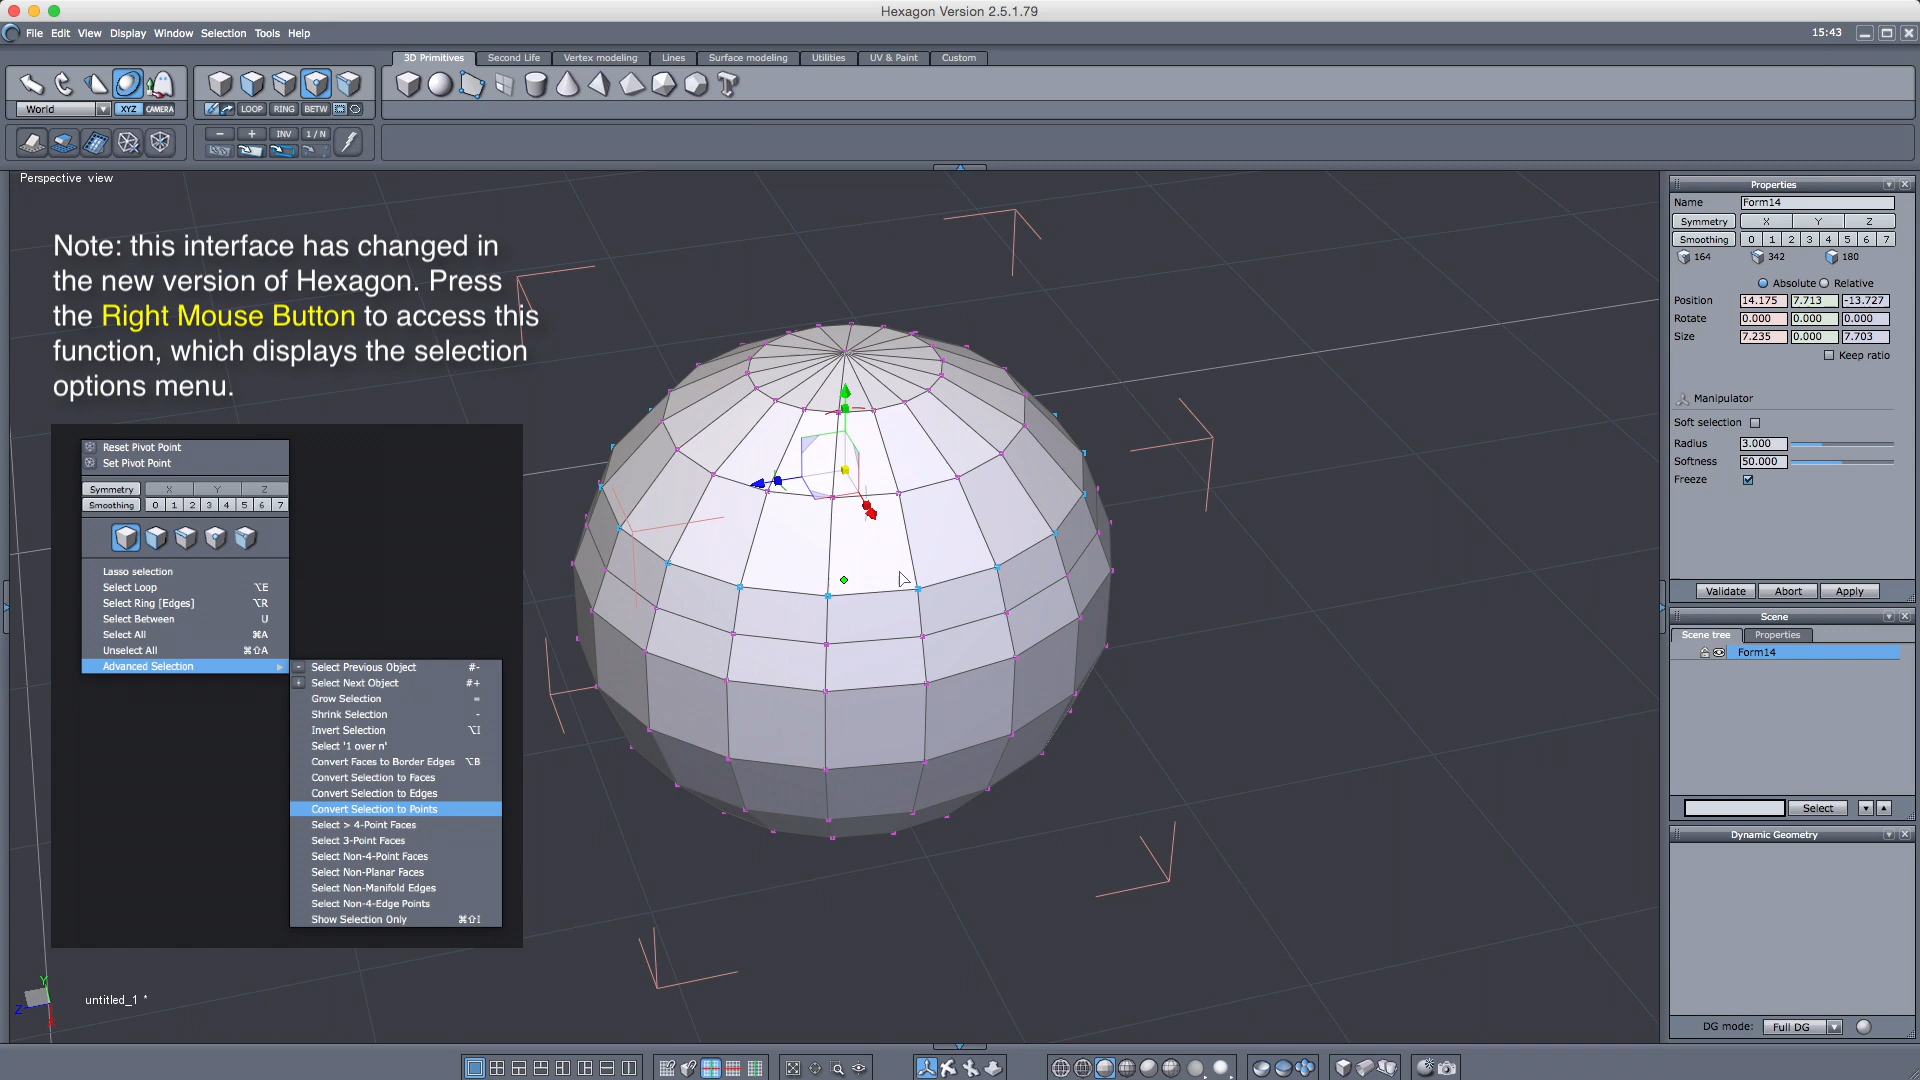 Hexagon Version 2.5.1.79
File Edit View Display Window Selection Tools Help
15:43
3D Primitives Second Life Vertex modeling Lines Surface modeling Utilities UV & Paint Custom
World XYZ CAMERA LOOP RING BETW
- + INV 1 / N
Perspective view
Note: this interface has changed in
the new version of Hexagon. Press
the Right Mouse Button to access this
function, which displays the selection
options menu.
Reset Pivot Point
Set Pivot Point
Symmetry X Y Z
Smoothing 0 1 2 3 4 5 6 7
Lasso selection
Select Loop ⌥E
Select Ring [Edges] ⌥R
Select Between U
Select All ⌘A
Unselect All ⌘⇧A
Advanced Selection
Select Previous Object #-
Select Next Object #+
Grow Selection =
Shrink Selection -
Invert Selection ⌥I
Select '1 over n'
Convert Faces to Border Edges ⌥B
Convert Selection to Faces
Convert Selection to Edges
Convert Selection to Points
Select > 4-Point Faces
Select 3-Point Faces
Select Non-4-Point Faces
Select Non-Planar Faces
Select Non-Manifold Edges
Select Non-4-Edge Points
Show Selection Only ⌘⇧I
Y
Z
X
untitled_1 *
Properties
Name Form14
Symmetry X Y Z
Smoothing 0 1 2 3 4 5 6 7
164 342 180
Absolute Relative
Position 14.175 7.713 -13.727
Rotate 0.000 0.000 0.000
Size 7.235 0.000 7.703
Keep ratio
Manipulator
Soft selection
Radius 3.000
Softness 50.000
Freeze
Validate Abort Apply
Scene
Scene tree Properties
Form14
Select
Dynamic Geometry
DG mode: Full DG